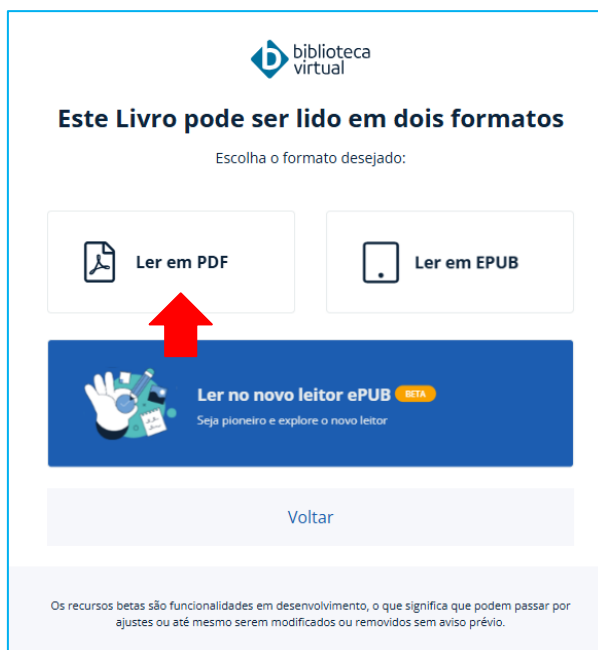 biblioteca
virtual
Este Livro pode ser lido em dois formatos
Escolha o formato desejado:
Ler em PDF
Ler em EPUB
Ler no novo leitor ePUB BETA
Seja pioneiro e explore o novo leitor
Voltar
Os recursos betas são funcionalidades em desenvolvimento, o que significa que podem passar por
ajustes ou até mesmo serem modificados ou removidos sem aviso prévio.